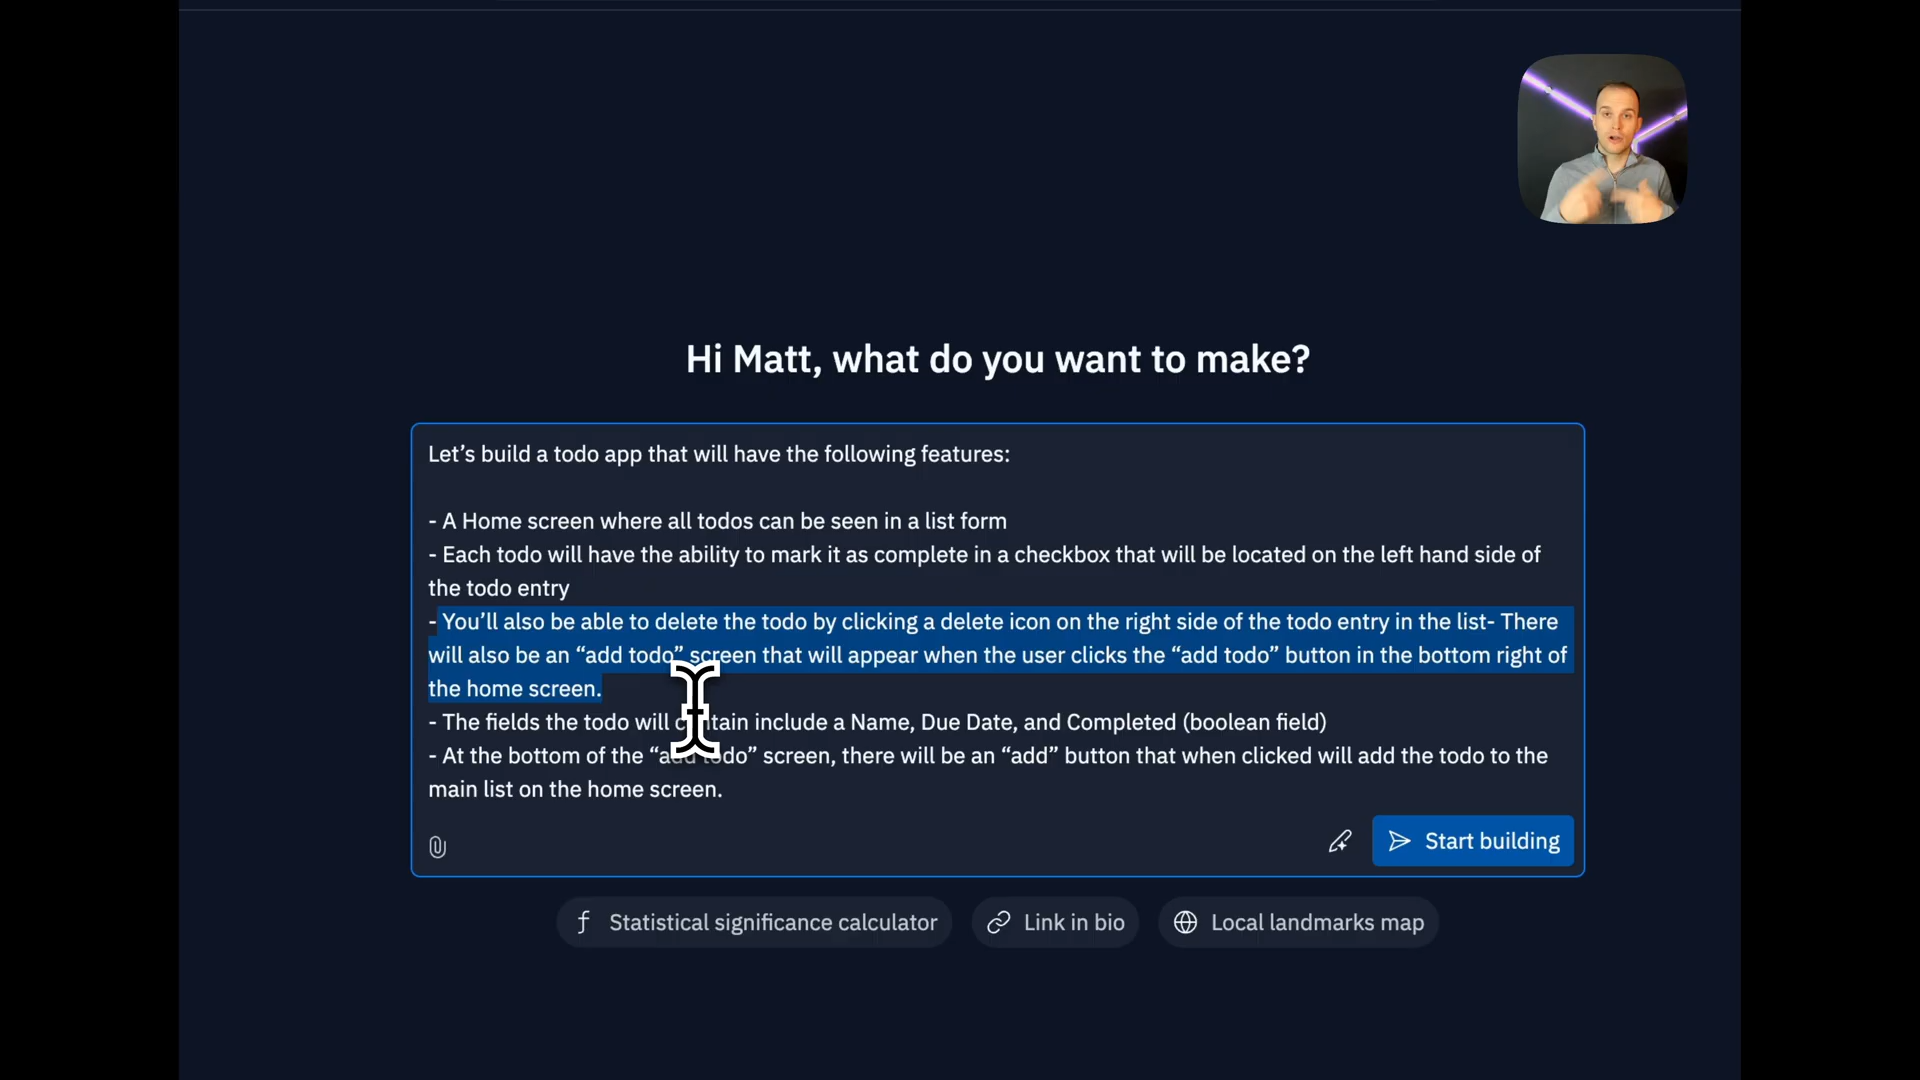 Hi Matt, what do you want to make?
Let’s build a todo app that will have the following features:
- A Home screen where all todos can be seen in a list form
- Each todo will have the ability to mark it as complete in a checkbox that will be located on the left hand side of
the todo entry
- You’ll also be able to delete the todo by clicking a delete icon on the right side of the todo entry in the list- There
will also be an “add todo” screen that will appear when the user clicks the “add todo” button in the bottom right of
the home screen.
- The fields the todo will contain include a Name, Due Date, and Completed (boolean field)
- At the bottom of the “add todo” screen, there will be an “add” button that when clicked will add the todo to the
main list on the home screen.
Start building
Statistical significance calculator
Link in bio
Local landmarks map